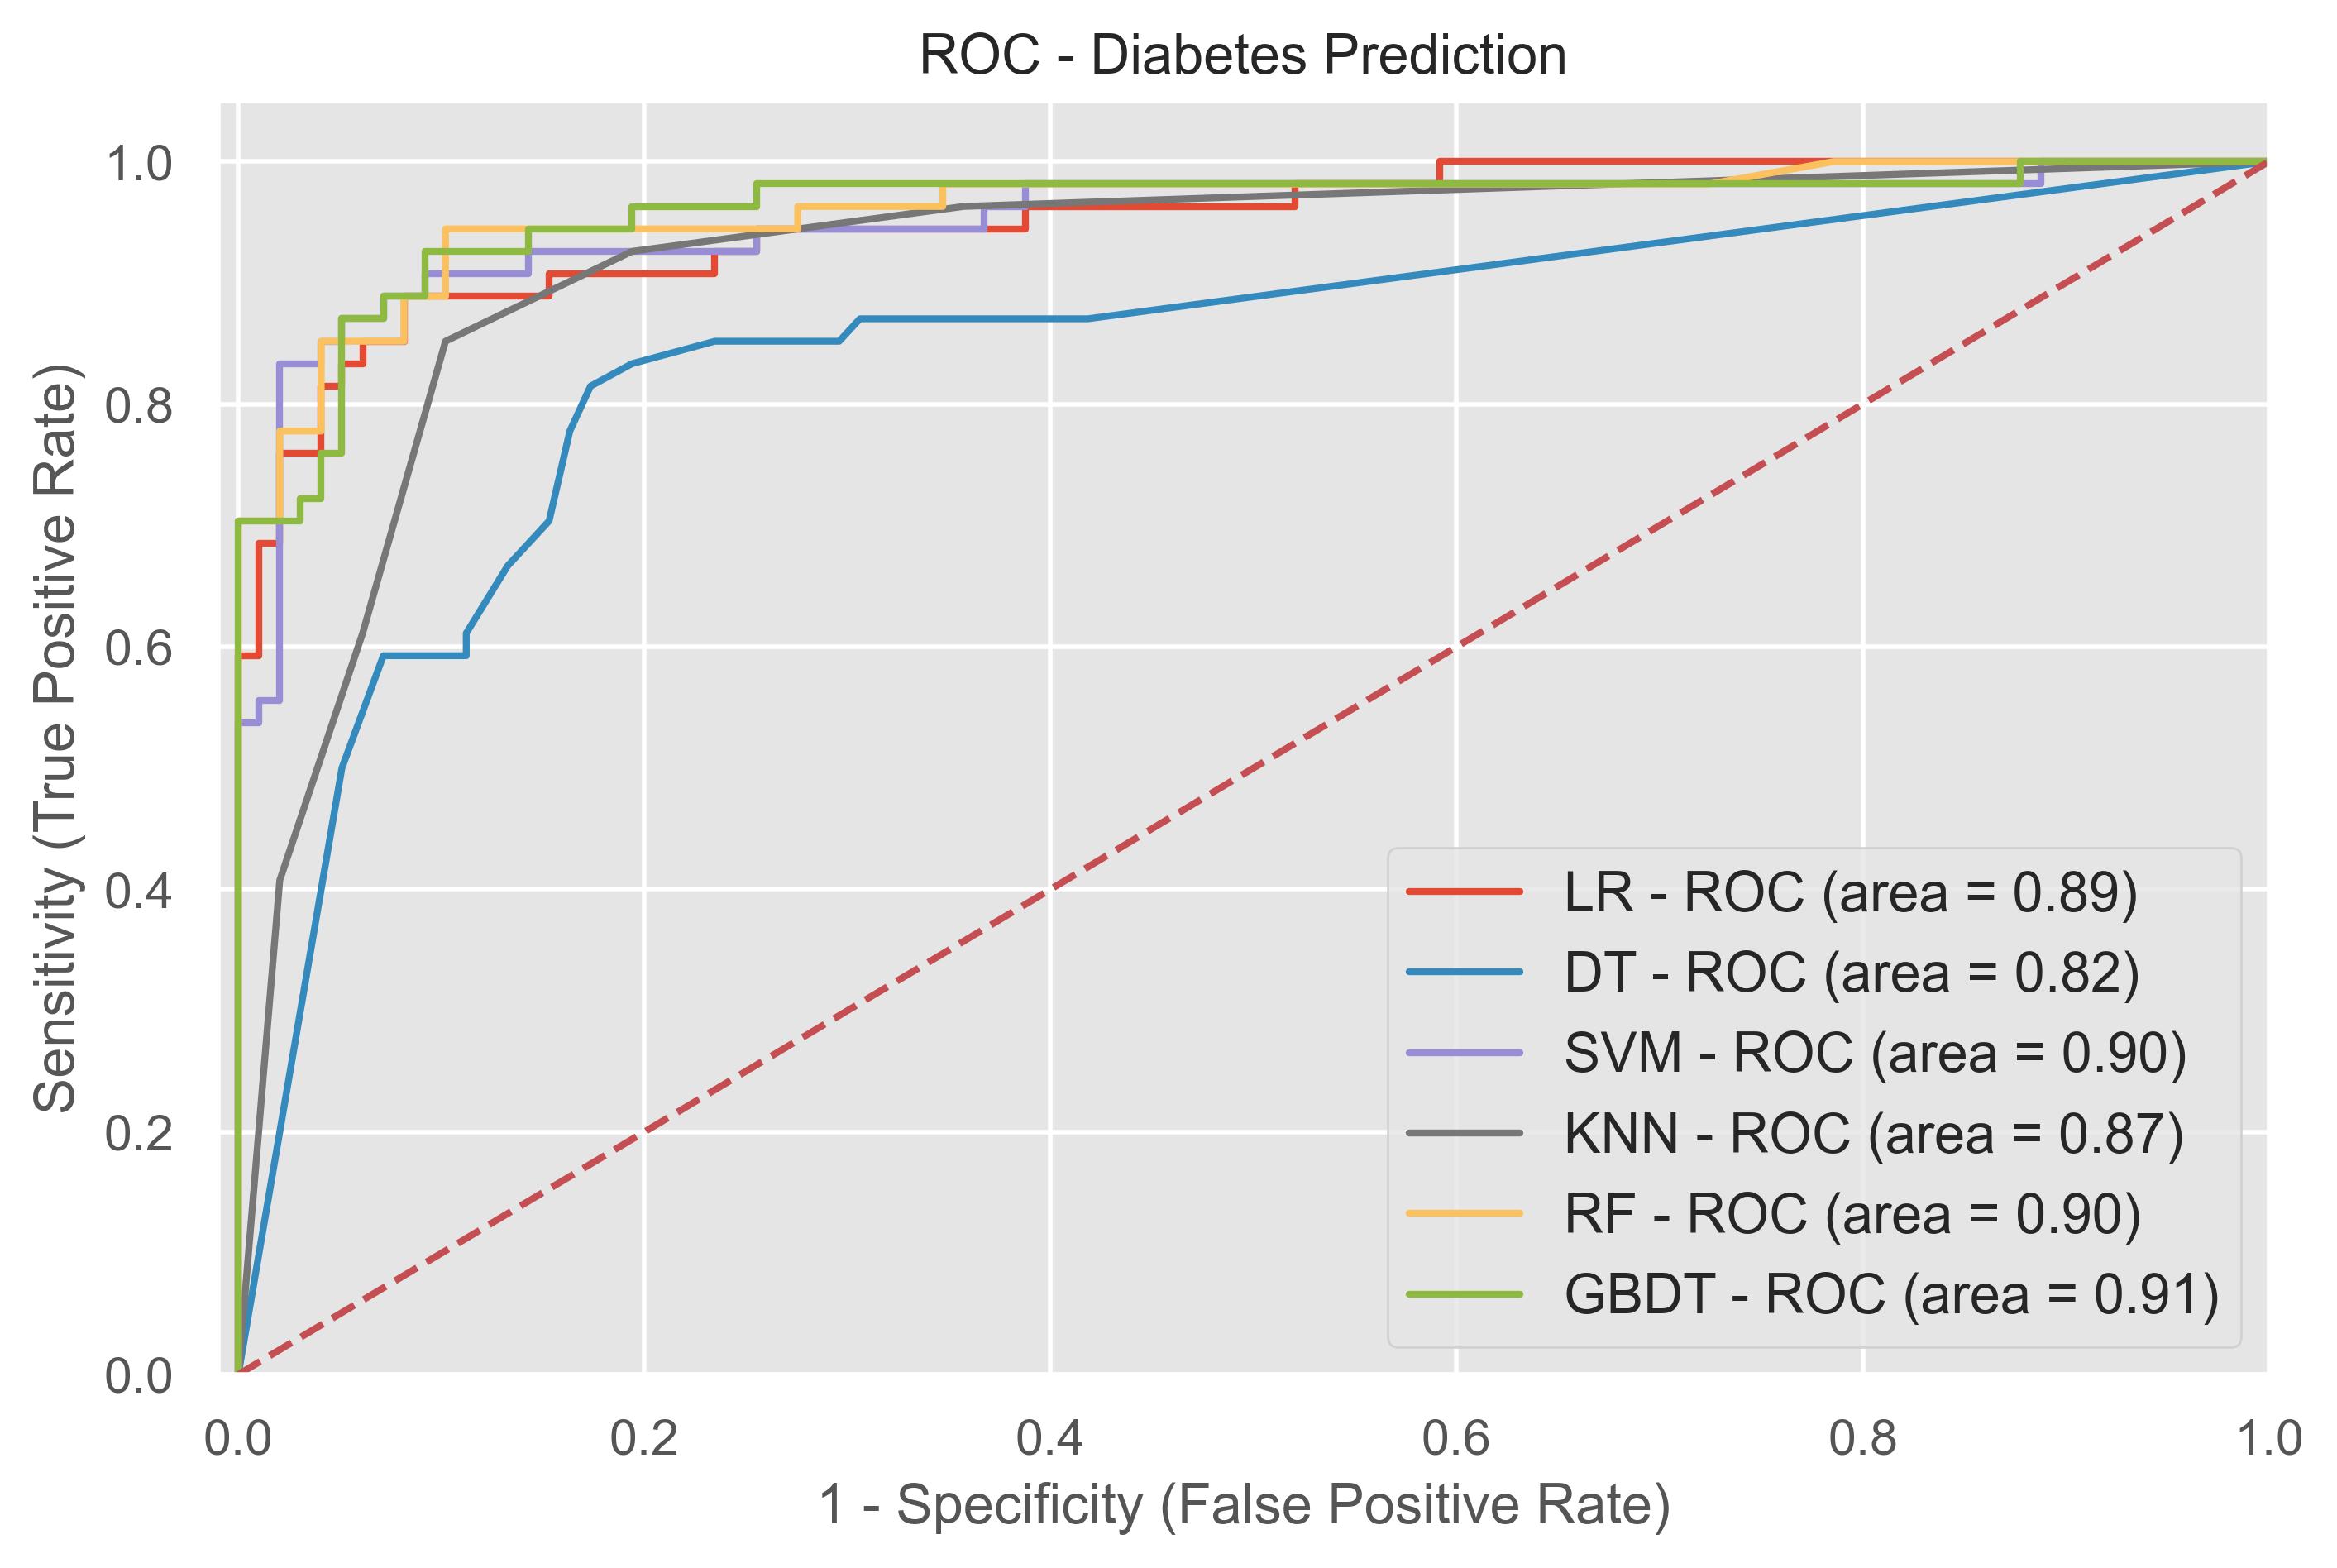 ROC - Diabetes Prediction
Sensitivity (True Positive Rate)
1.0
0.8
0.6
0.4
0.2
0.0
LR - ROC (area = 0.89)
DT - ROC (area = 0.82)
SVM - ROC (area = 0.90)
KNN - ROC (area = 0.87)
RF - ROC (area = 0.90)
GBDT - ROC (area = 0.91)
0.0 0.2 0.4 0.6 0.8 1.0
1 - Specificity (False Positive Rate)